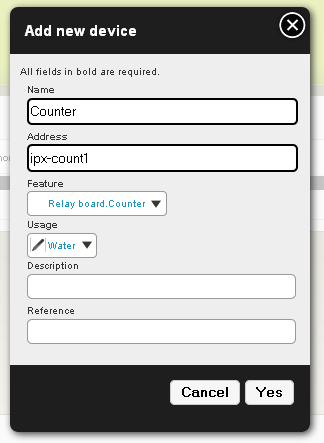 Add new device
All fields in bold are required.
Name
Counter
Address
ipx-count1
Feature
Relay board.Counter
Usage
Water
Description
Reference
Cancel Yes